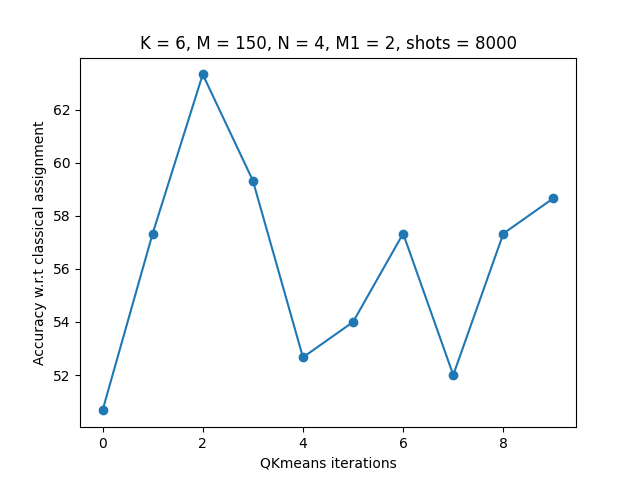 K = 6, M = 150, N = 4, M1 = 2, shots = 8000
Accuracy w.r.t classical assignment
62
60
58
56
54
52
0 2 4 6 8
QKmeans iterations